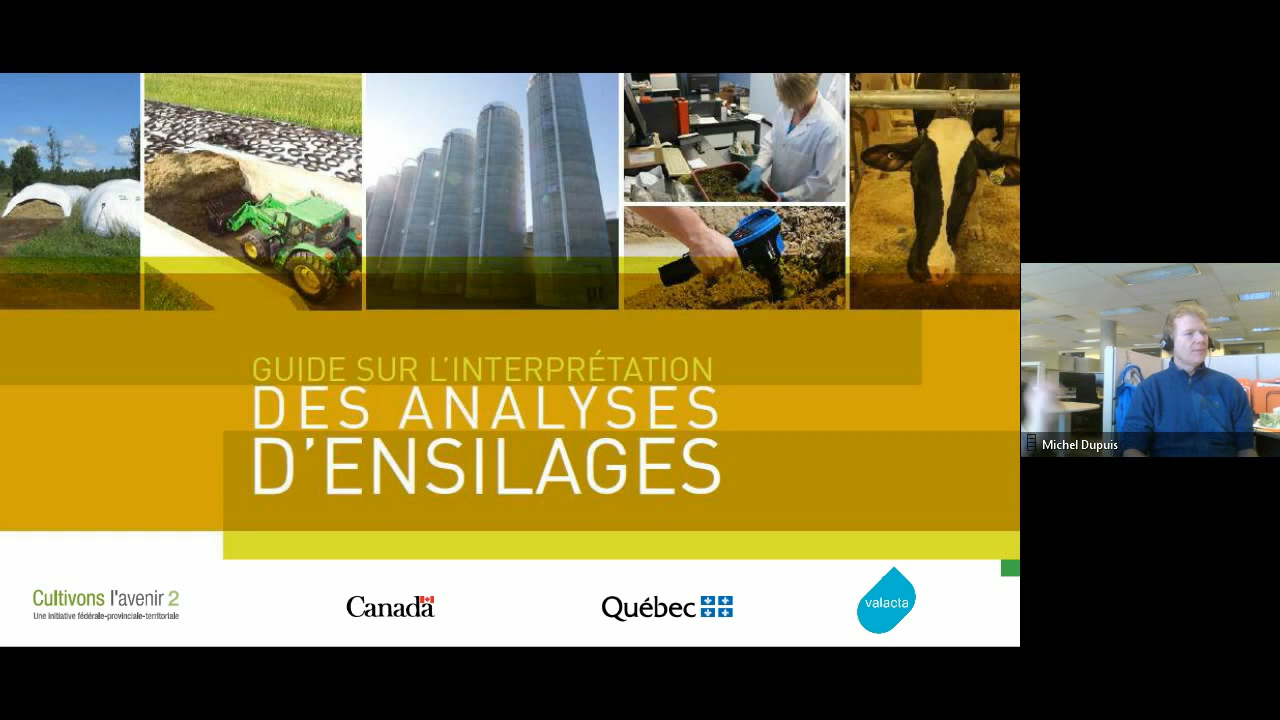 GUIDE SUR L'INTERPRÉTATION
DES ANALYSES
D'ENSILAGES
Cultivons l'avenir 2
Une initiative fédérale-provinciale-territoriale
Canada
Québec
valacta
Michel Dupuis